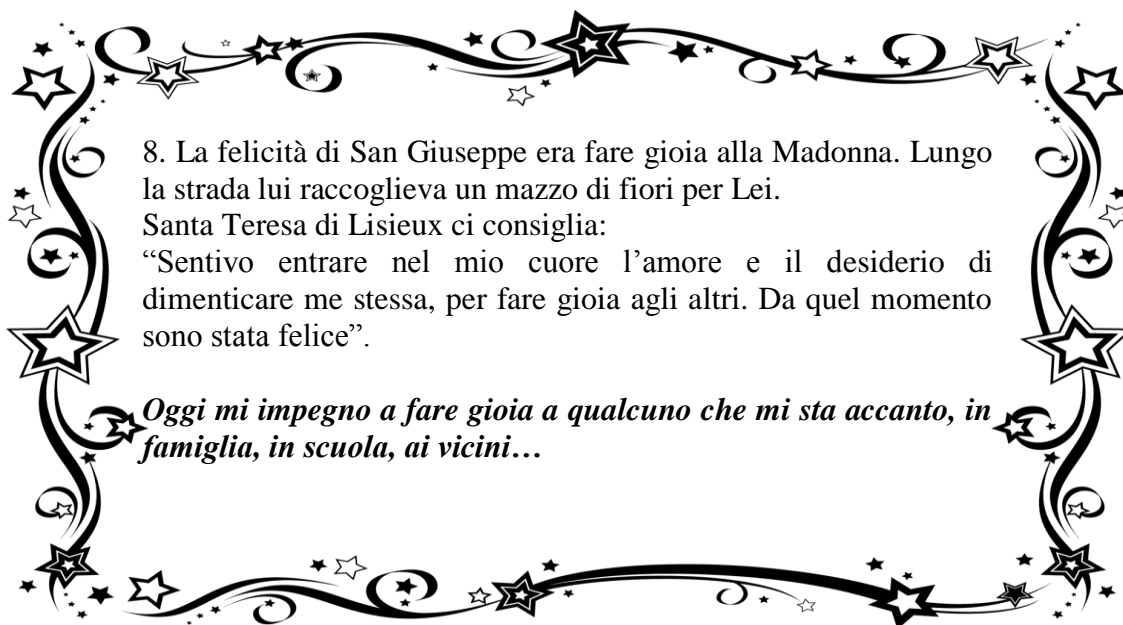 8. La felicità di San Giuseppe era fare gioia alla Madonna. Lungo
la strada lui raccoglieva un mazzo di fiori per Lei.
Santa Teresa di Lisieux ci consiglia:
“Sentivo entrare nel mio cuore l’amore e il desiderio di
dimenticare me stessa, per fare gioia agli altri. Da quel momento
sono stata felice”.
Oggi mi impegno a fare gioia a qualcuno che mi sta accanto, in
famiglia, in scuola, ai vicini…